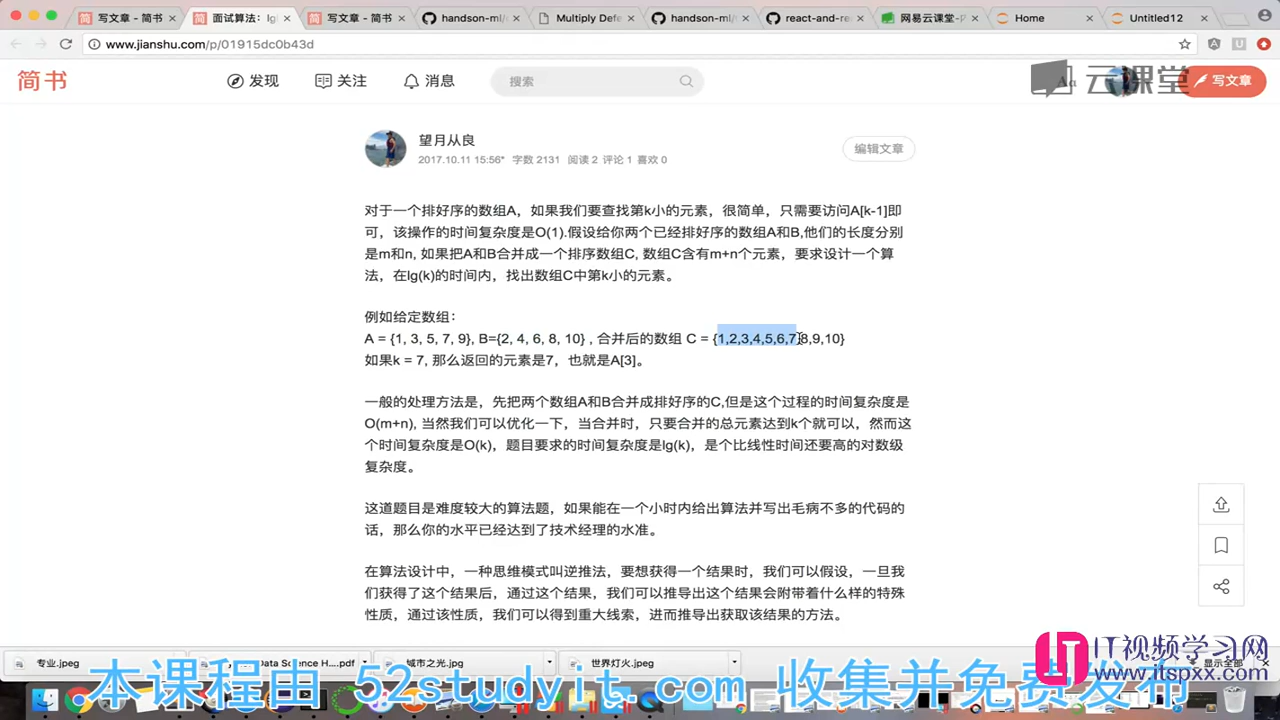 写文章 - 简书
面试算法: lg
写文章 - 简书
handson-ml/
Multiply Def
handson-ml/
react-and-re
网易云课堂-
Home
Untitled12
www.jianshu.com/p/01915dc0b43d
简书
发现
关注
消息
搜索
云课堂
写文章
望月从良
2017.10.11 15:56* 字数 2131 阅读 2 评论 1 喜欢 0
编辑文章
对于一个排好序的数组A，如果我们要查找第k小的元素，很简单，只需要访问A[k-1]即
可，该操作的时间复杂度是O(1).假设给你两个已经排好序的数组A和B,他们的长度分别
是m和n, 如果把A和B合并成一个排序数组C, 数组C含有m+n个元素，要求设计一个算
法，在lg(k)的时间内，找出数组C中第k小的元素。
例如给定数组：
A = {1, 3, 5, 7, 9}, B={2, 4, 6, 8, 10} , 合并后的数组 C = {1,2,3,4,5,6,7,8,9,10}
如果k = 7, 那么返回的元素是7，也就是A[3]。
一般的处理方法是，先把两个数组A和B合并成排好序的C,但是这个过程的时间复杂度是
O(m+n), 当然我们可以优化一下，当合并时，只要合并的总元素达到k个就可以，然而这
个时间复杂度是O(k)，题目要求的时间复杂度是lg(k)，是个比线性时间还要高的对数级
复杂度。
这道题目是难度较大的算法题，如果能在一个小时内给出算法并写出毛病不多的代码的
话，那么你的水平已经达到了技术经理的水准。
在算法设计中，一种思维模式叫逆推法，要想获得一个结果时，我们可以假设，一旦我
们获得了这个结果后，通过这个结果，我们可以推导出这个结果会附带着什么样的特殊
性质，通过该性质，我们可以得到重大线索，进而推导出获取该结果的方法。
IT视频学习网
www.itspxx.com
专业.jpeg
Data Science H....pdf
城市之光.jpg
世界灯火.jpeg
显示全部
本课程由 52studyit.com 收集并免费发布